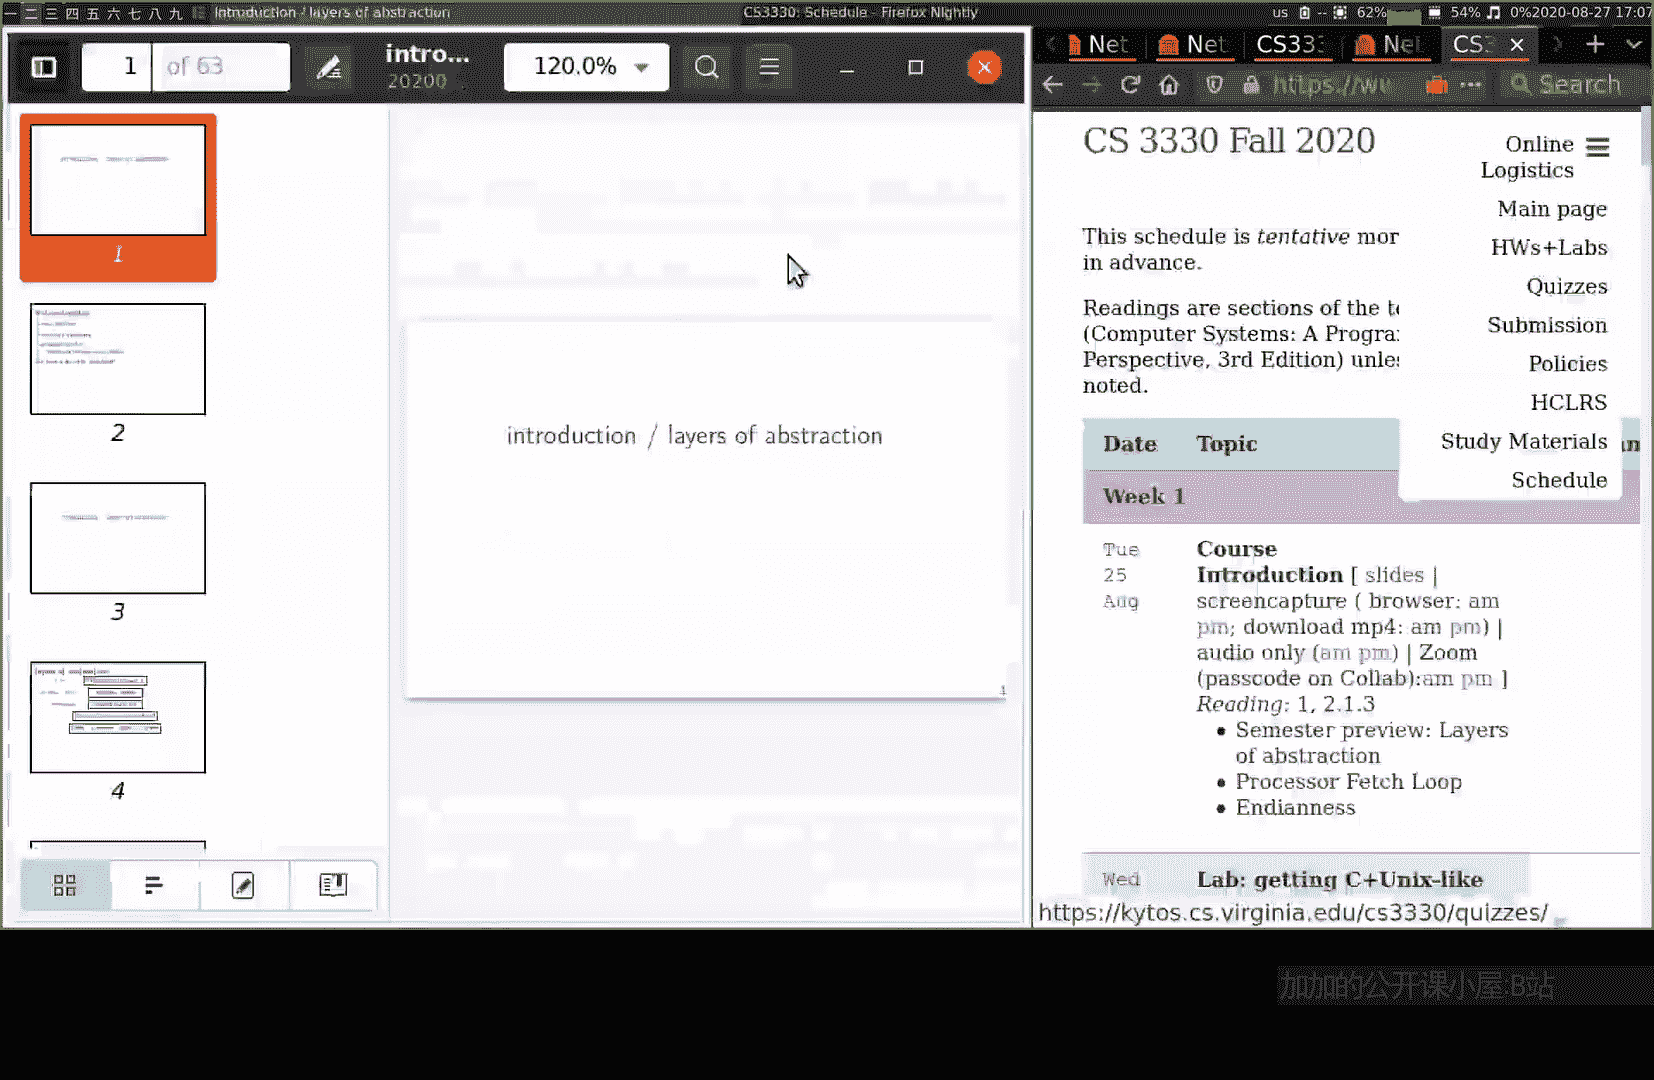 一 二 三 四 五 六 七 八 九 Introduction / layers of abstraction
CS3330: Schedule - Firefox Nightly
us -- 62% 54% 0%2020-08-27 17:07
1 of 63
intro...
20200
120.0%
Net
Net
CS333
Net
CS3
https://wu
Search
1
2
3
4
introduction / layers of abstraction
1
CS 3330 Fall 2020
Online
Logistics
Main page
HWs+Labs
Quizzes
Submission
Policies
HCLRS
Study Materials
Schedule
This schedule is tentative mor
in advance.
Readings are sections of the te
(Computer Systems: A Progra
Perspective, 3rd Edition) unle
noted.
Date Topic
Week 1
Tue
25
Aug
Course
Introduction [ slides |
screencapture ( browser: am
pm; download mp4: am pm) |
audio only (am pm) | Zoom
(passcode on Collab):am pm ]
Reading: 1, 2.1.3
• Semester preview: Layers
of abstraction
• Processor Fetch Loop
• Endianness
Wed Lab: getting C+Unix-like
https://kytos.cs.virginia.edu/cs3330/quizzes/
加加的公开课小屋:B站